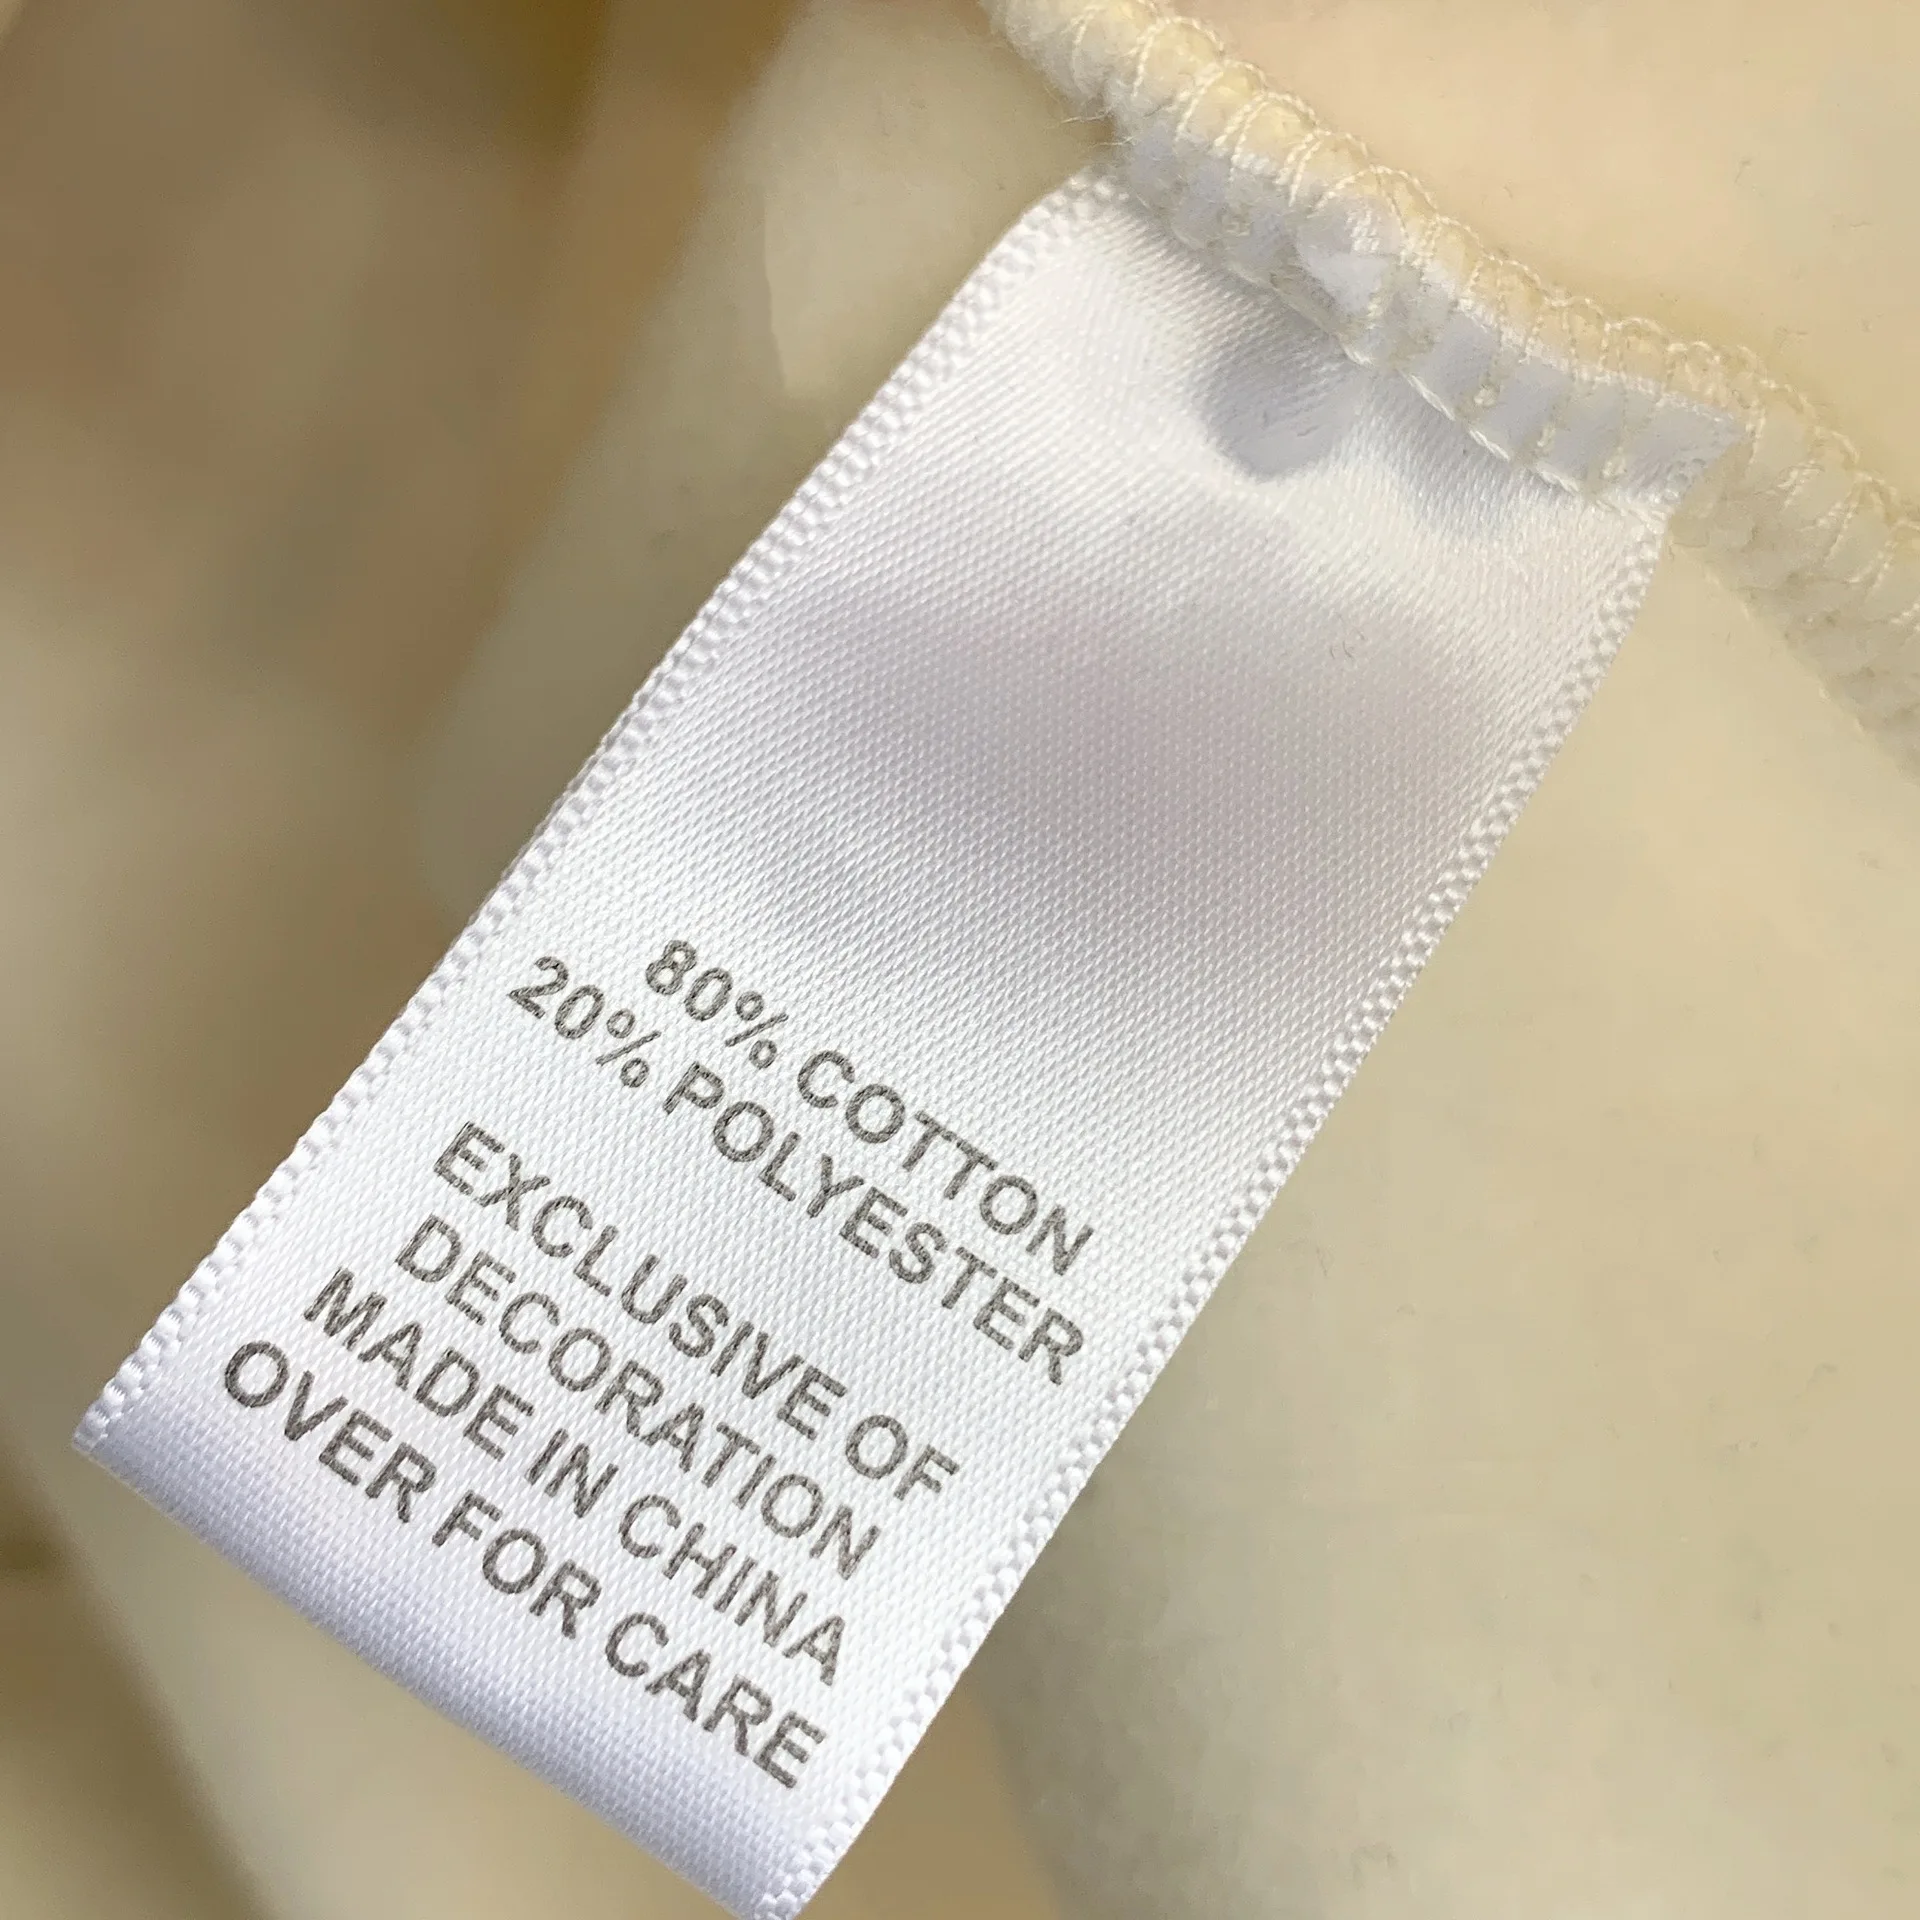 80% COTTON
20% POLYESTER
EXCLUSIVE OF
DECORATION
MADE IN CHINA
OVER FOR CARE